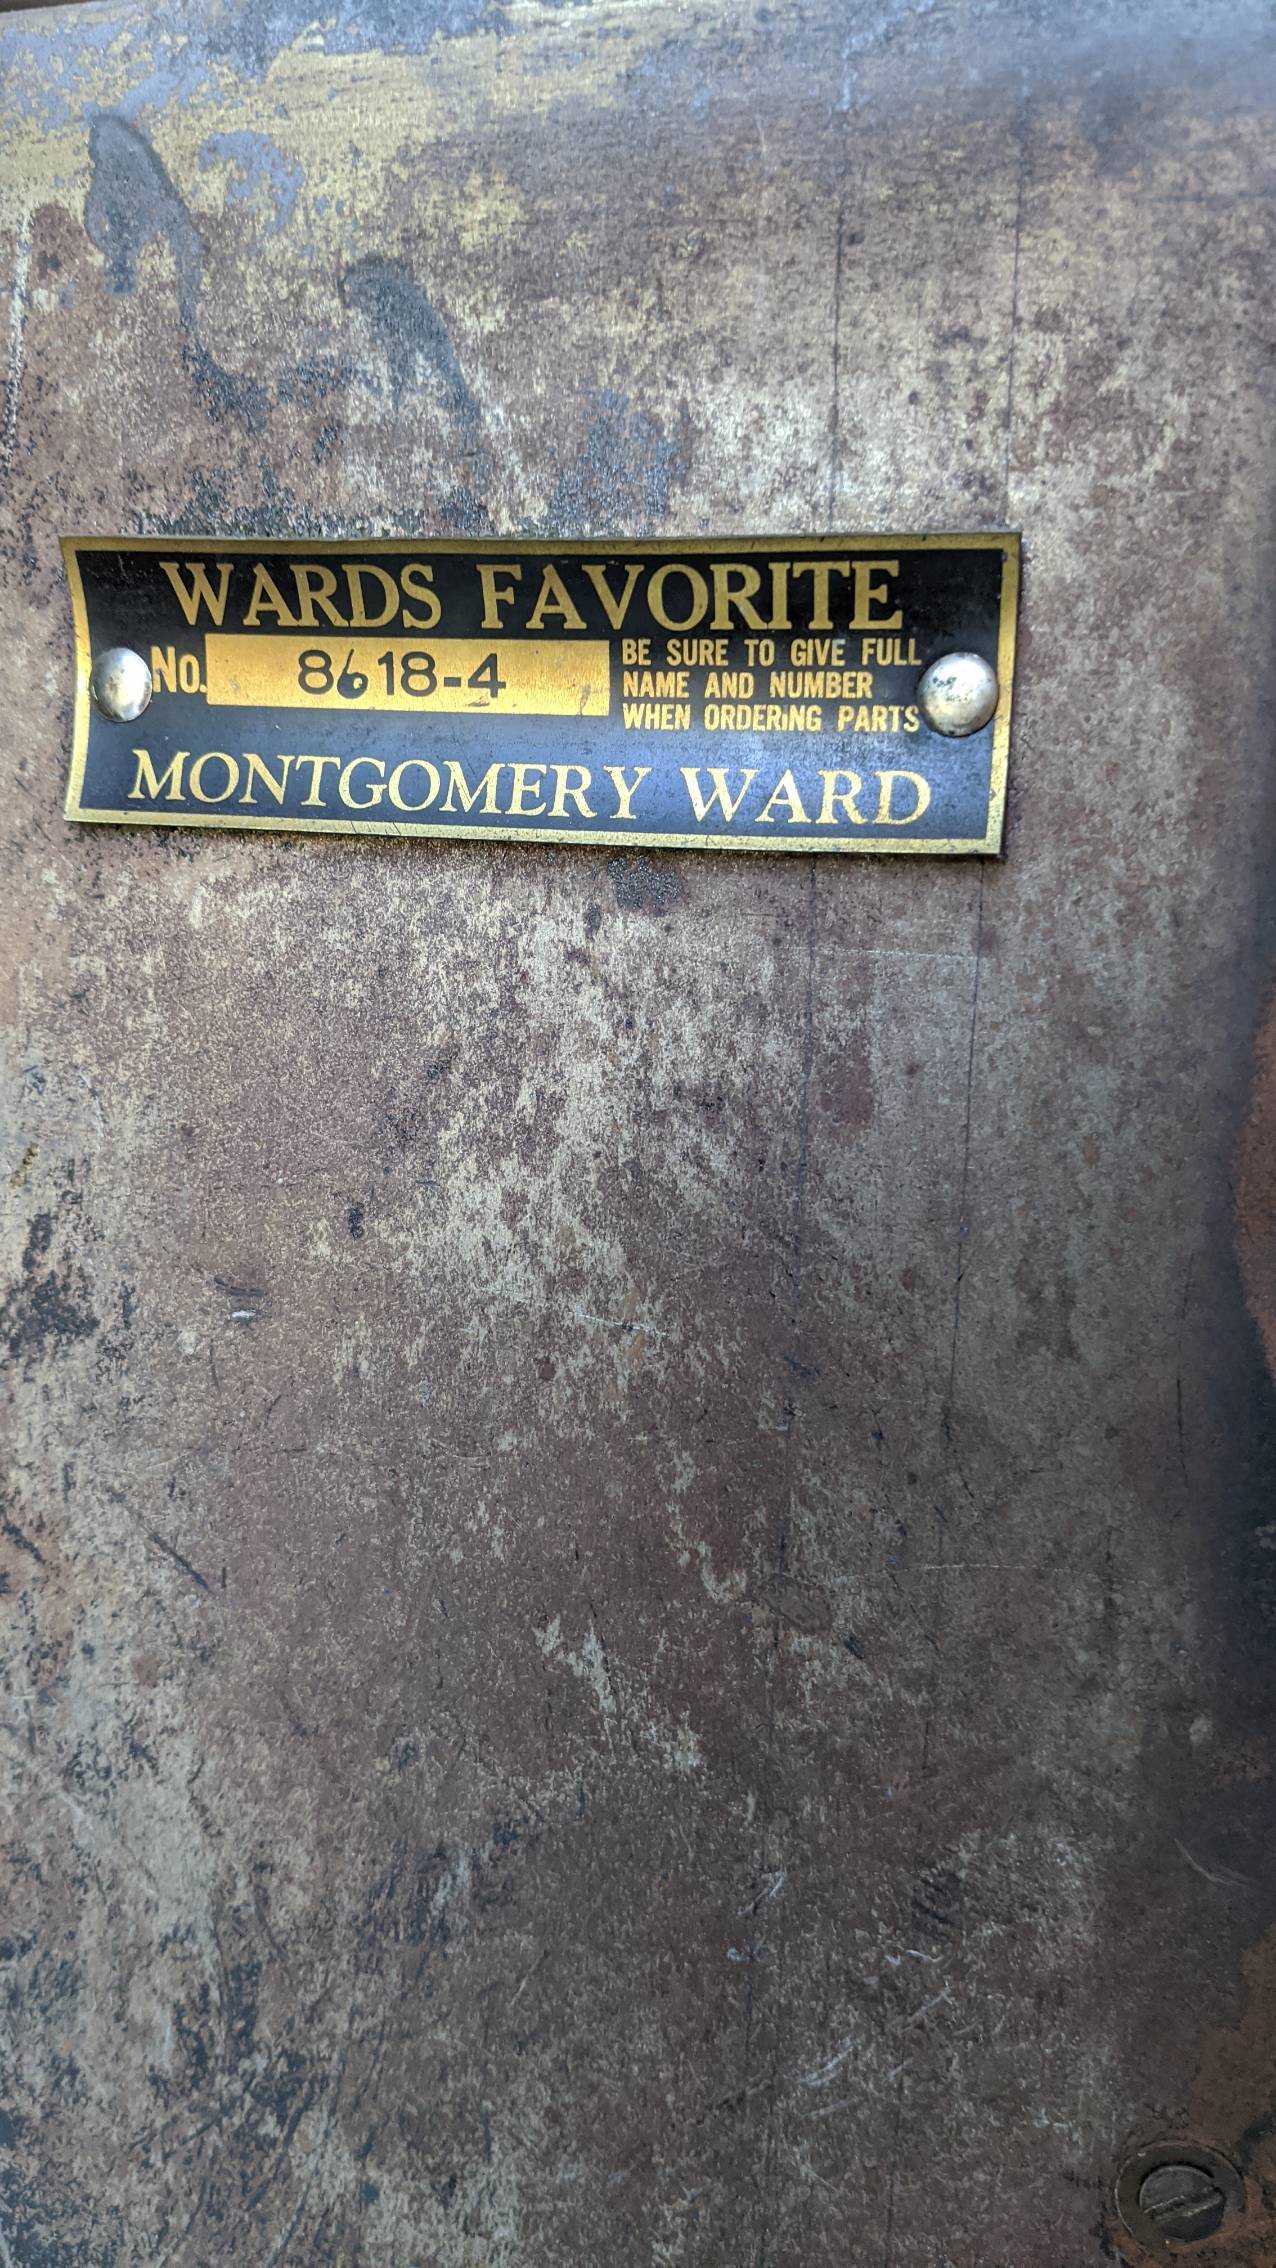 WARDS FAVORITE
No. 8618-4
BE SURE TO GIVE FULL
NAME AND NUMBER
WHEN ORDERING PARTS
MONTGOMERY WARD